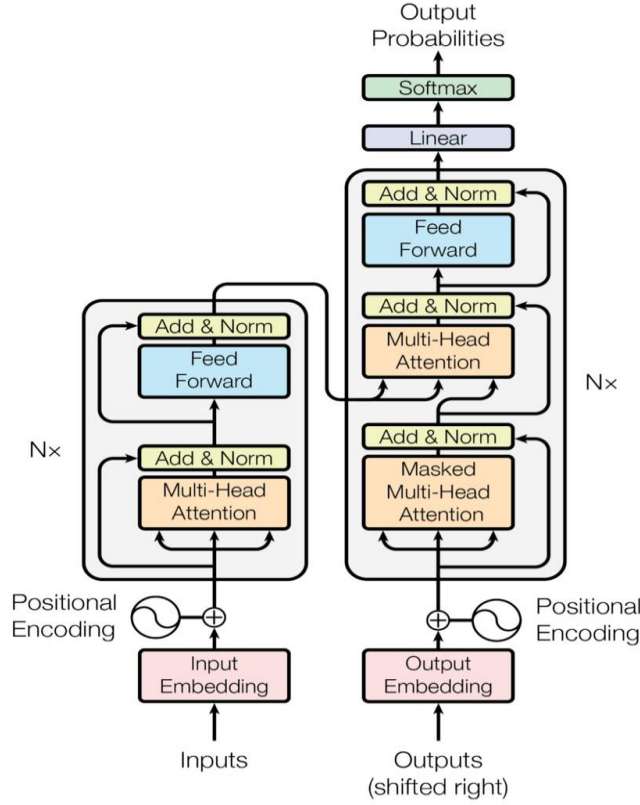 Output
Probabilities
Softmax
Linear
Add & Norm
Feed
Forward
Add & Norm
Multi-Head
Attention
Nx
Add & Norm
Masked
Multi-Head
Attention
Add & Norm
Feed
Forward
Nx
Add & Norm
Multi-Head
Attention
Positional
Encoding
Positional
Encoding
Input
Embedding
Output
Embedding
Inputs
Outputs
(shifted right)